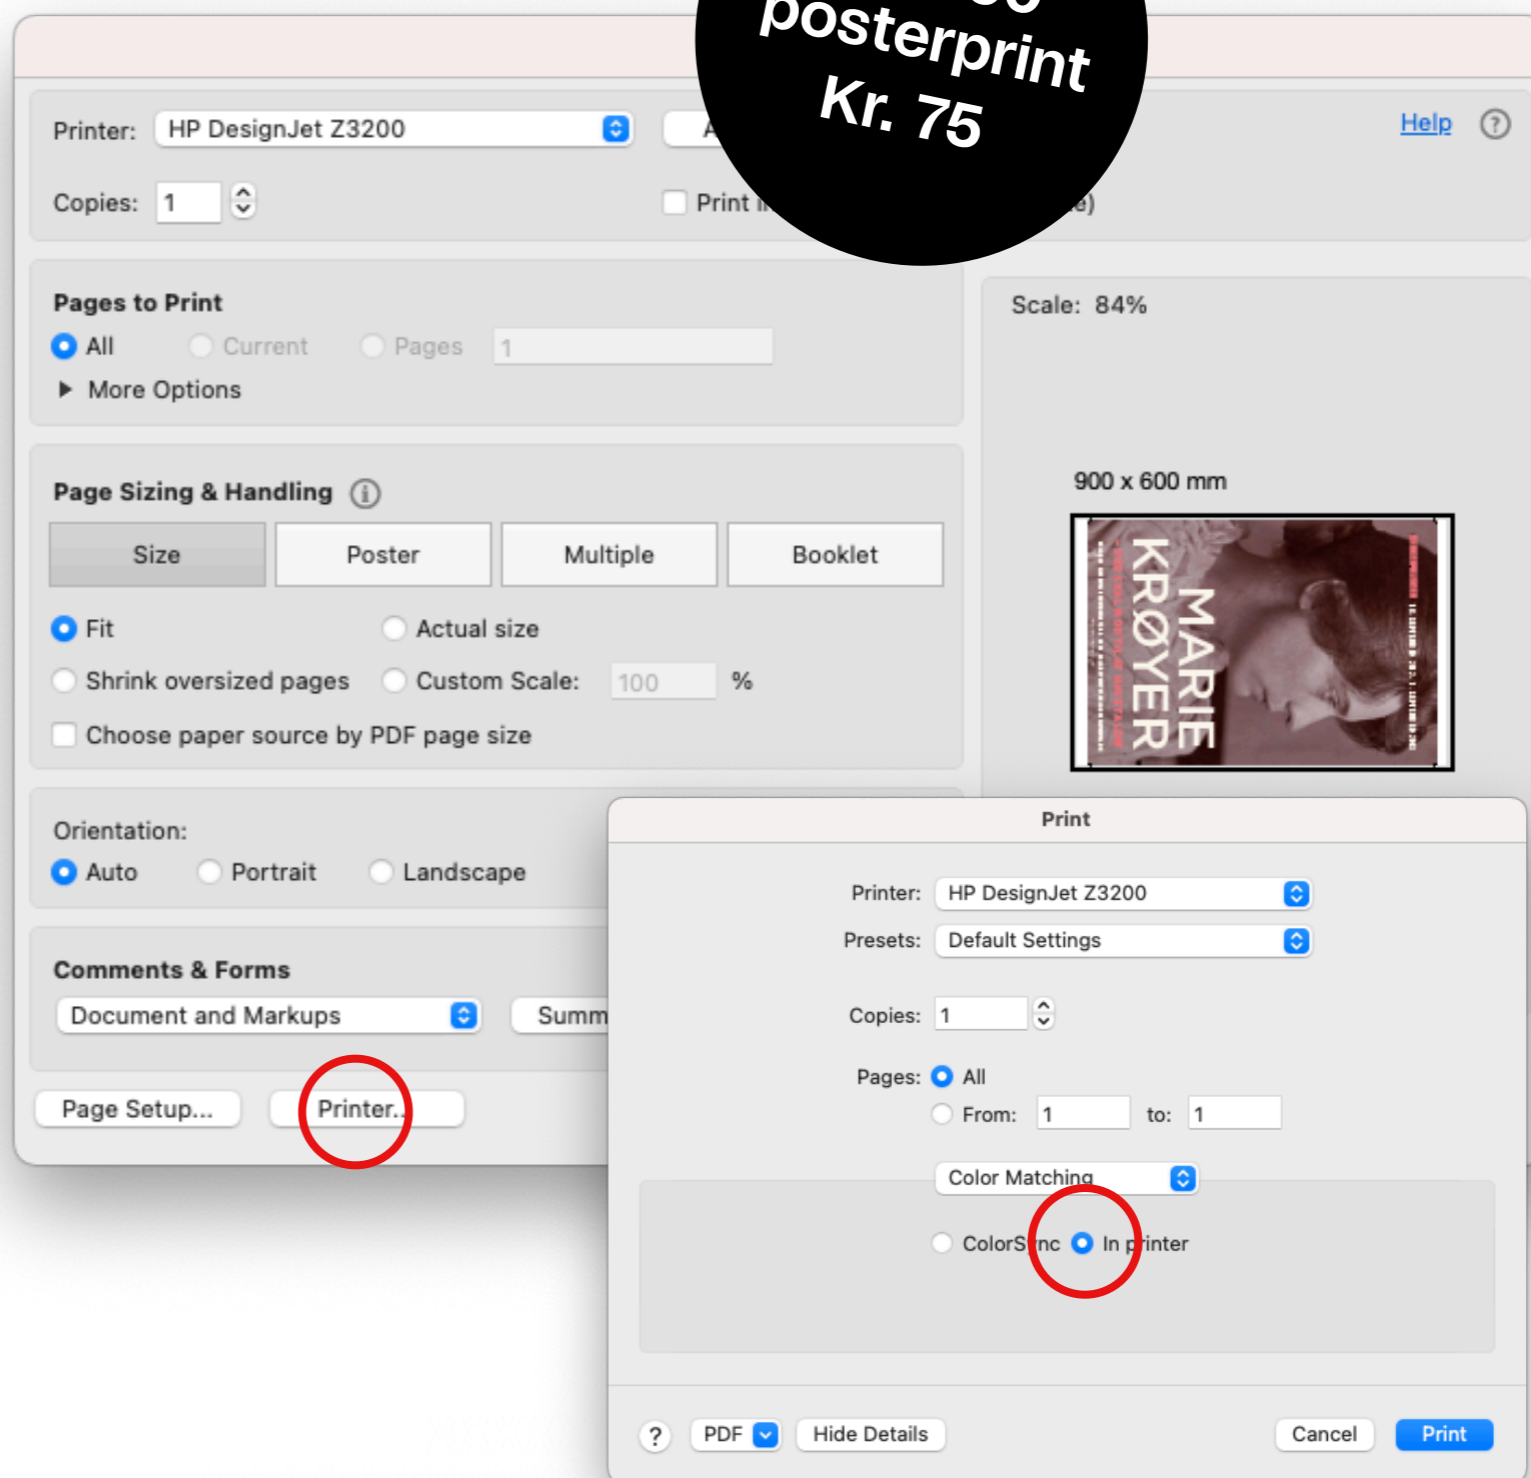 posterprint
Kr. 75
Printer: HP DesignJet Z3200
Help ?
Copies: 1
Print i
e)
Pages to Print
All Current Pages 1
More Options
Scale: 84%
900 x 600 mm
Page Sizing & Handling
Size Poster Multiple Booklet
Fit Actual size
Shrink oversized pages Custom Scale: 100 %
Choose paper source by PDF page size
MARIE
KRØYER
Orientation:
Auto Portrait Landscape
Comments & Forms
Document and Markups Summ
Page Setup... Printer...
Print
Printer: HP DesignJet Z3200
Presets: Default Settings
Copies: 1
Pages: All
From: 1 to: 1
Color Matching
ColorSync In printer
? PDF Hide Details Cancel Print